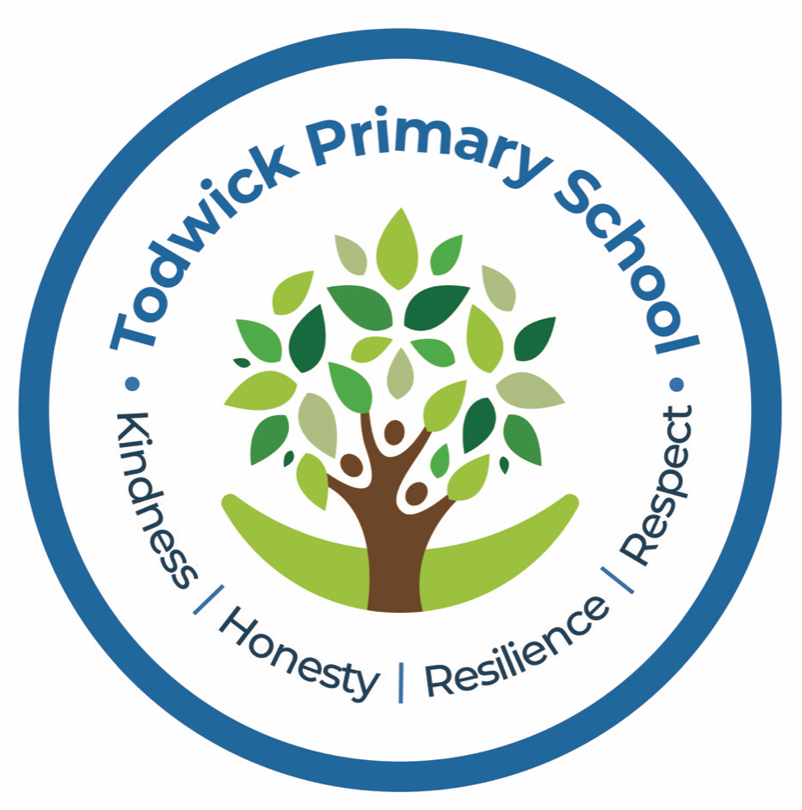 • Todwick Primary School •
Kindness | Honesty | Resilience | Respect